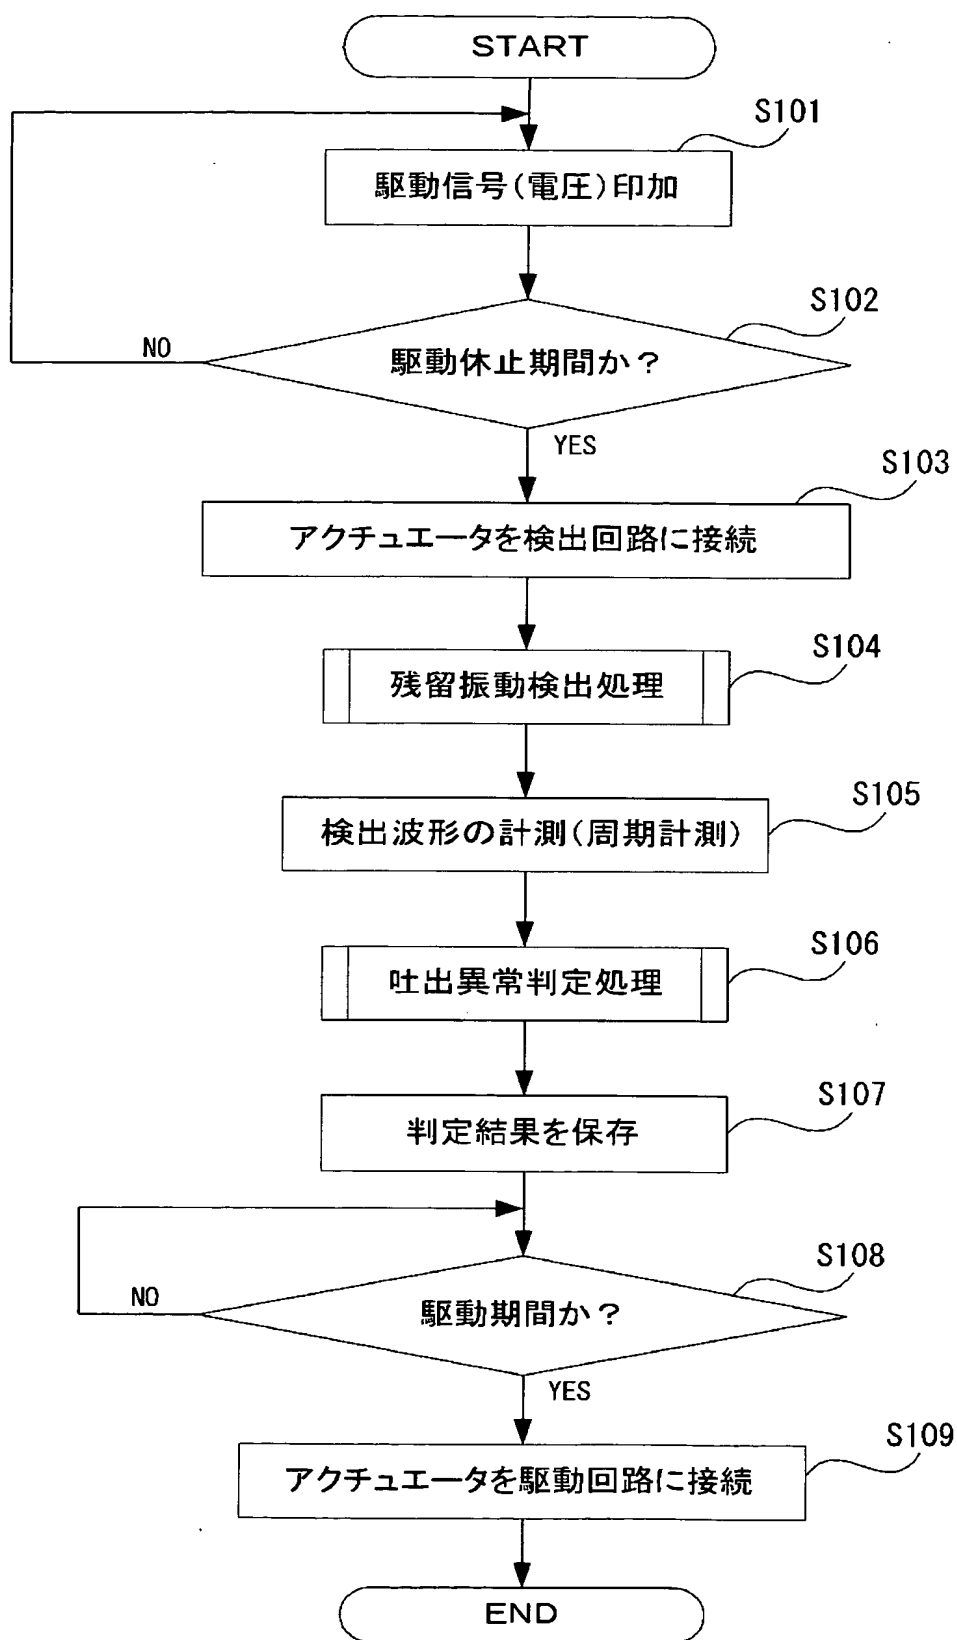 START
S101
駆動信号(電圧)印加
S102
駆動休止期間か？
NO
YES
S103
アクチュエータを検出回路に接続
S104
残留振動検出処理
S105
検出波形の計測(周期計測)
S106
吐出異常判定処理
S107
判定結果を保存
S108
駆動期間か？
NO
YES
S109
アクチュエータを駆動回路に接続
END